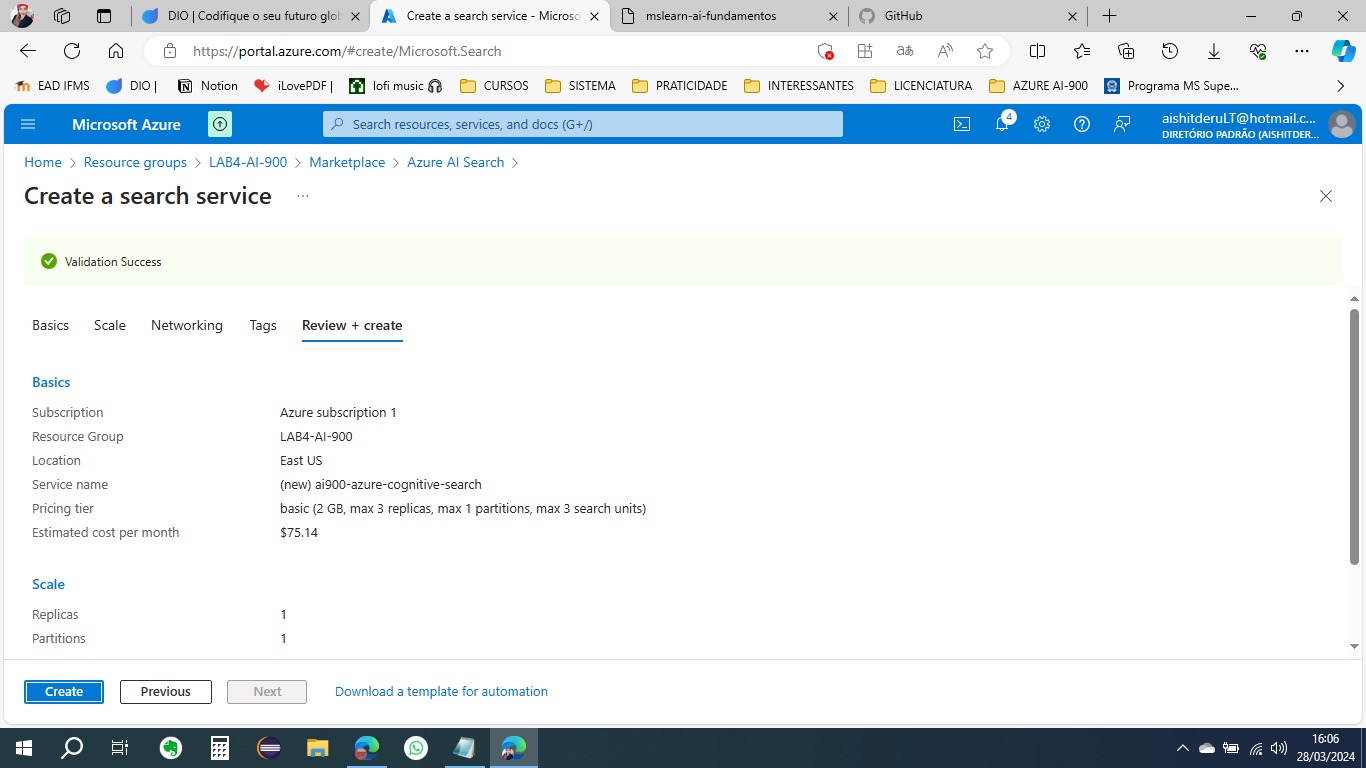 DIO | Codifique o seu futuro glob
Create a search service - Microso
mslearn-ai-fundamentos
GitHub
https://portal.azure.com/#create/Microsoft.Search
EAD IFMS
DIO |
Notion
iLovePDF |
lofi music
CURSOS
SISTEMA
PRATICIDADE
INTERESSANTES
LICENCIATURA
AZURE AI-900
Programa MS Supe...
Microsoft Azure
Search resources, services, and docs (G+/)
4
aishitderuLT@hotmail.c...
DIRETÓRIO PADRÃO (AISHITDER...
Home > Resource groups > LAB4-AI-900 > Marketplace > Azure AI Search >
Create a search service ...
Validation Success
Basics Scale Networking Tags Review + create
Basics
Subscription Azure subscription 1
Resource Group LAB4-AI-900
Location East US
Service name (new) ai900-azure-cognitive-search
Pricing tier basic (2 GB, max 3 replicas, max 1 partitions, max 3 search units)
Estimated cost per month $75.14
Scale
Replicas 1
Partitions 1
Create Previous Next Download a template for automation
16:06
28/03/2024